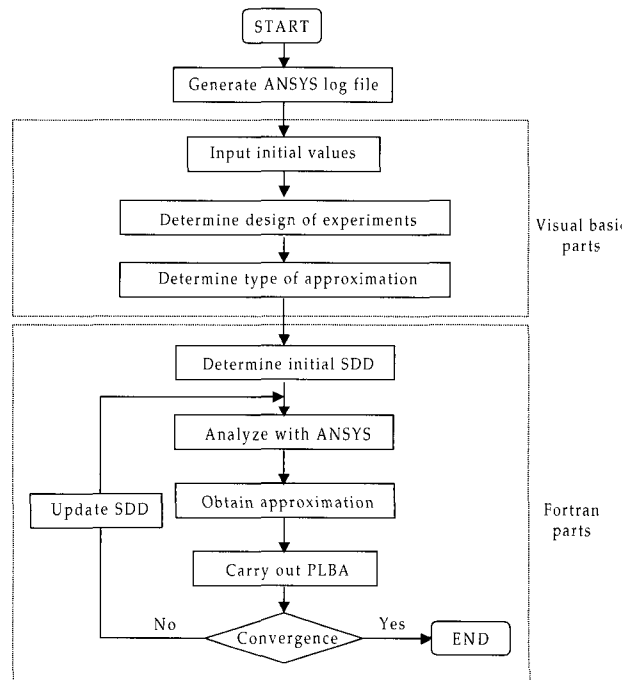 START
Generate ANSYS log file
Input initial values
Determine design of experiments
Determine type of approximation
Visual basic
parts
Determine initial SDD
Analyze with ANSYS
Obtain approximation
Update SDD
Carry out PLBA
Convergence
No
Yes
END
Fortran
parts